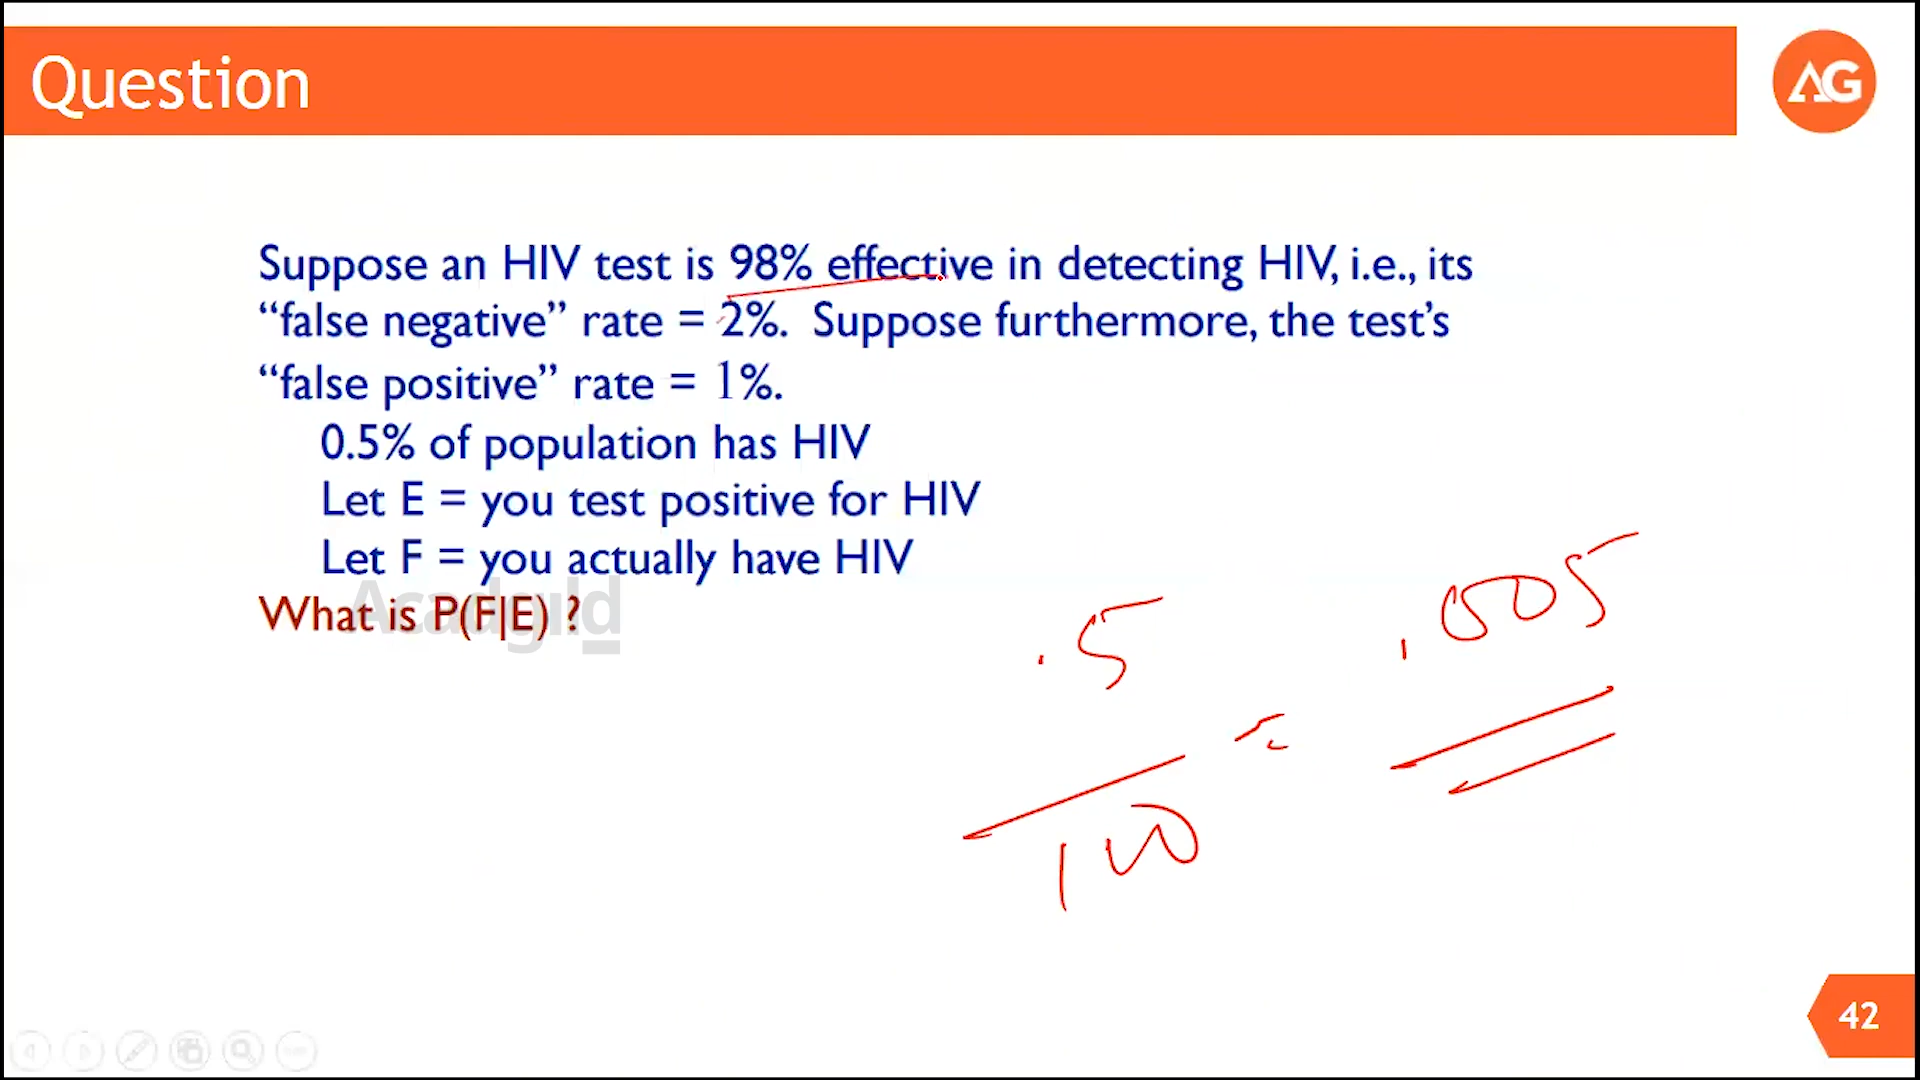 Question
AG
Suppose an HIV test is 98% effective in detecting HIV, i.e., its
“false negative” rate = 2%. Suppose furthermore, the test’s
“false positive” rate = 1%.
0.5% of population has HIV
Let E = you test positive for HIV
Let F = you actually have HIV
What is P(F|E) ?
Acadgild
.5
100
=
.005
42